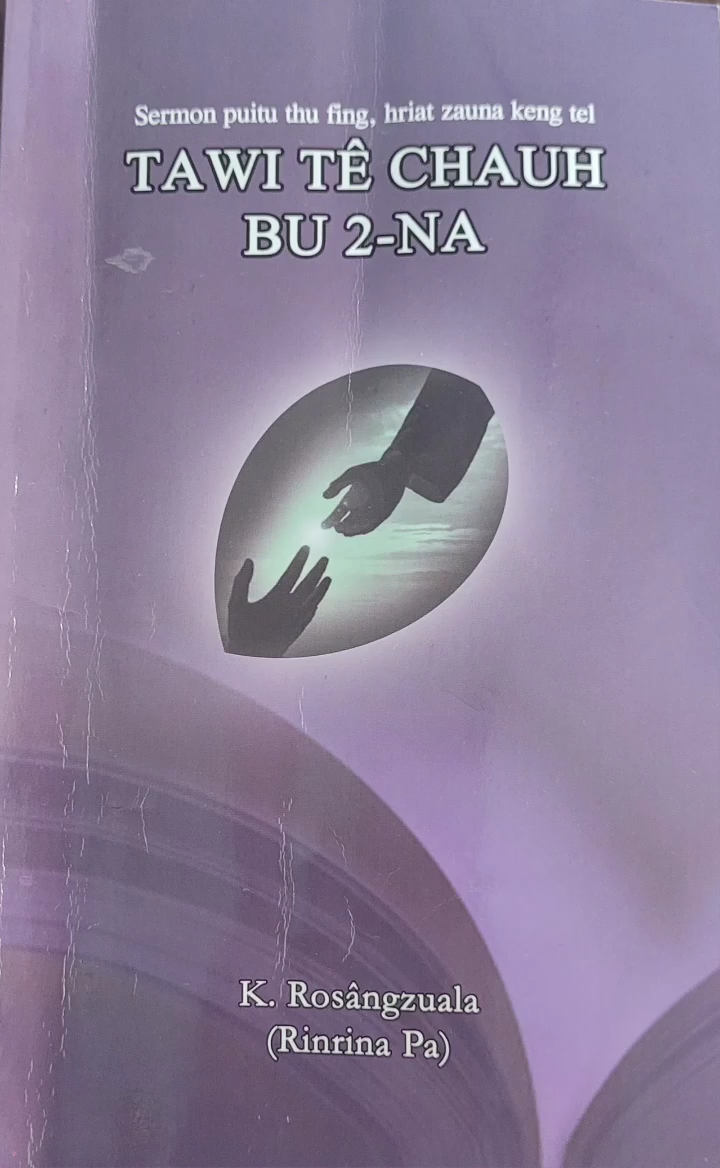 Sermon puitu thu fing, hriat zauna keng tel
TAWI TÊ CHAUH
BU 2-NA
K. Rosângzuala
(Rinrina Pa)